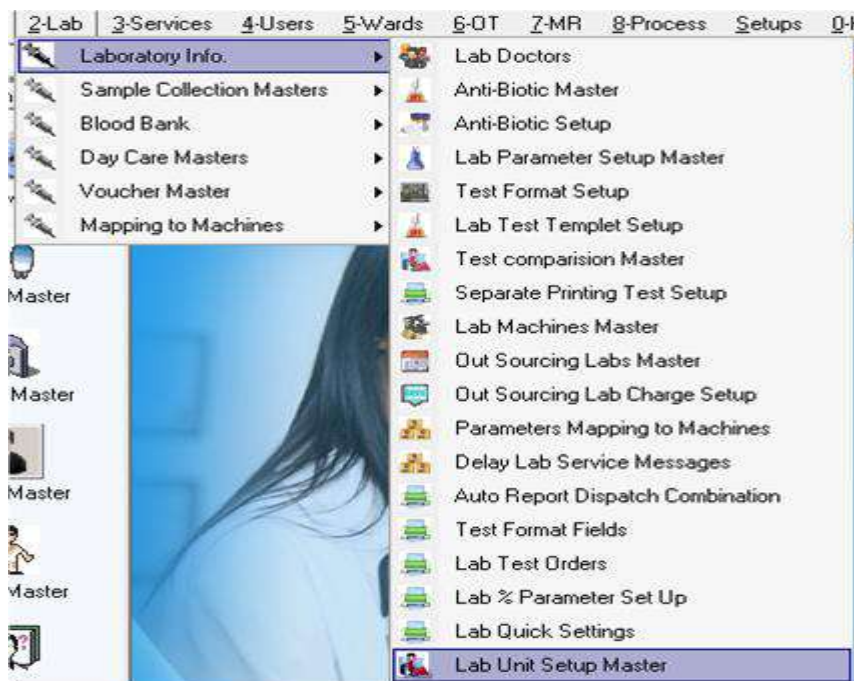 2-Lab 3-Services 4-Users 5-Wards 6-OT 7-MR 8-Process Setups
Laboratory Info.
Sample Collection Masters
Blood Bank
Day Care Masters
Voucher Master
Mapping to Machines
Lab Doctors
Anti-Biotic Master
Anti-Biotic Setup
Lab Parameter Setup Master
Test Format Setup
Lab Test Templet Setup
Test comparision Master
Separate Printing Test Setup
Lab Machines Master
Out Sourcing Labs Master
Out Sourcing Lab Charge Setup
Parameters Mapping to Machines
Delay Lab Service Messages
Auto Report Dispatch Combination
Test Format Fields
Lab Test Orders
Lab % Parameter Set Up
Lab Quick Settings
Lab Unit Setup Master
Master
Master
Master
Master